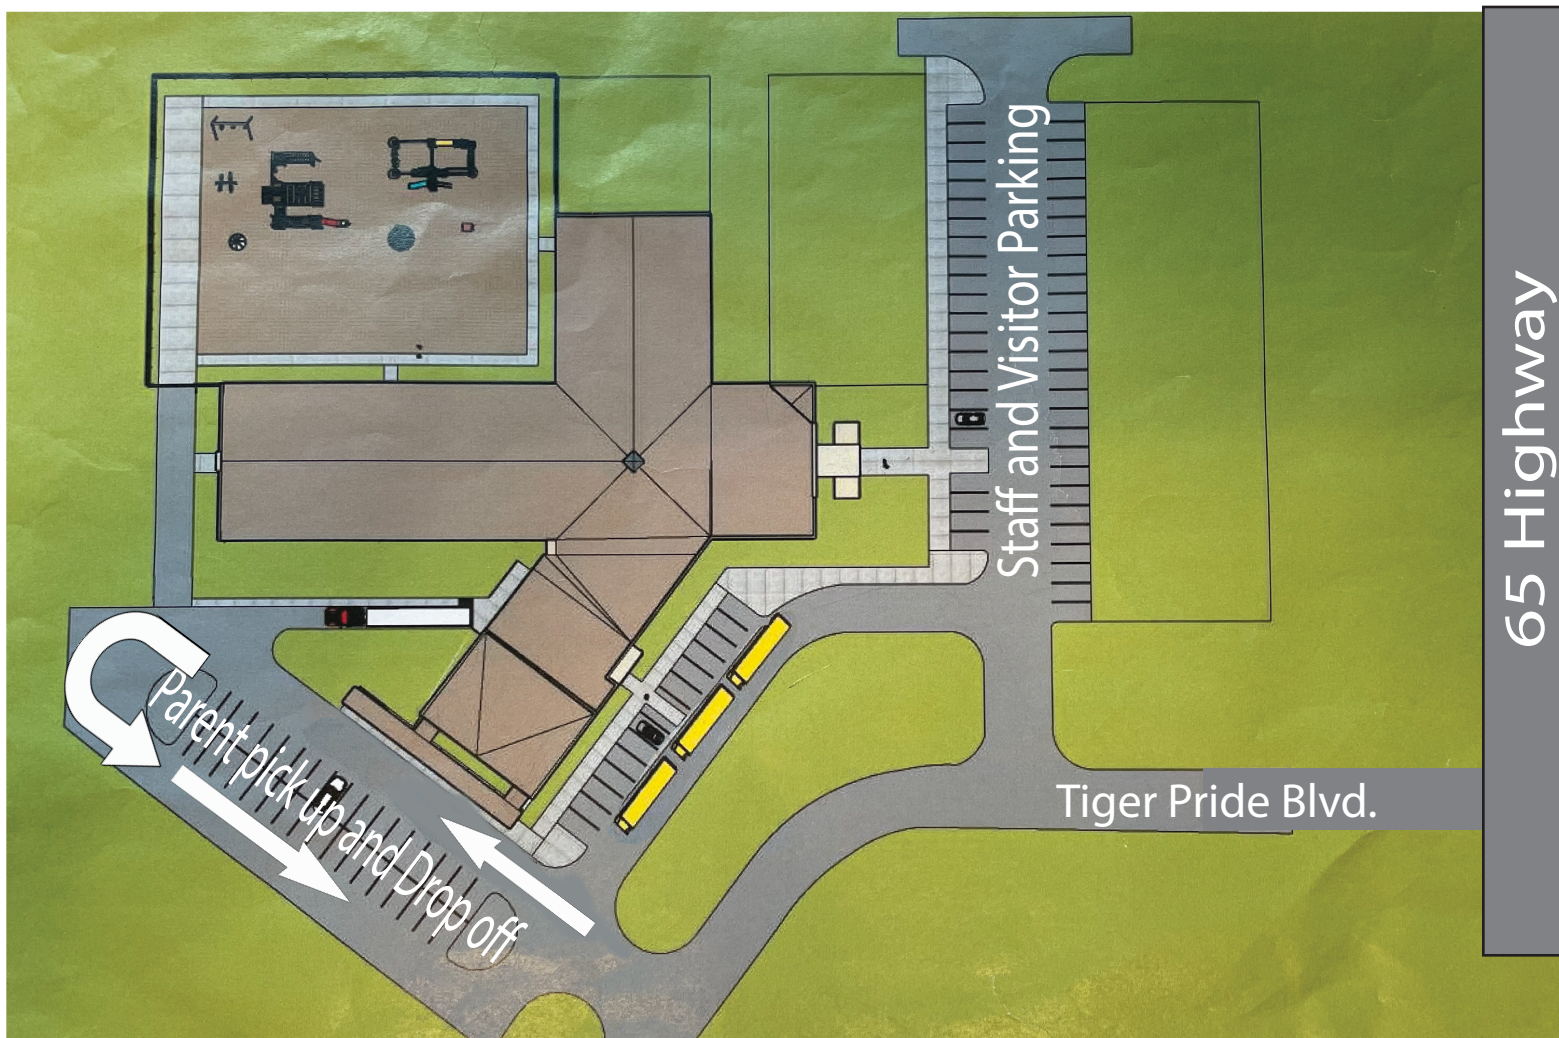 Staff and Visitor Parking
65 Highway
Parent pick up and Drop off
Tiger Pride Blvd.